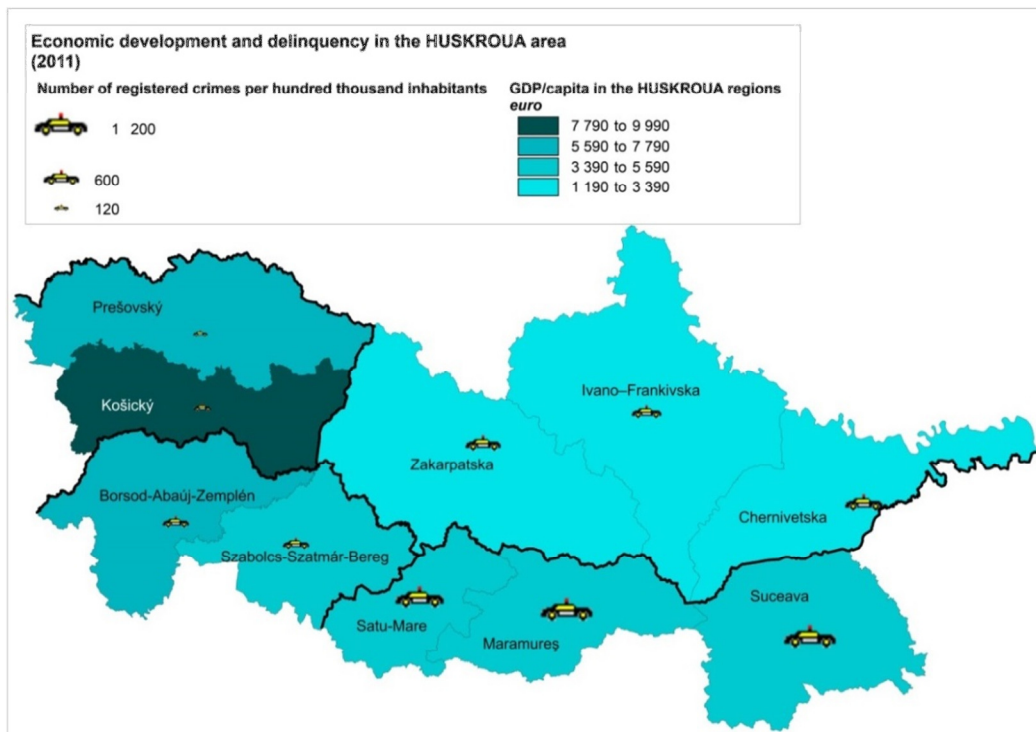 Economic development and delinquency in the HUSKROUA area
(2011)
Number of registered crimes per hundred thousand inhabitants
1 200
600
120
GDP/capita in the HUSKROUA regions
euro
7 790 to 9 990
5 590 to 7 790
3 390 to 5 590
1 190 to 3 390
Prešovský
Košický
Ivano–Frankivska
Zakarpatska
Borsod-Abaúj-Zemplén
Chernivetska
Szabolcs-Szatmár-Bereg
Suceava
Satu-Mare
Maramureş